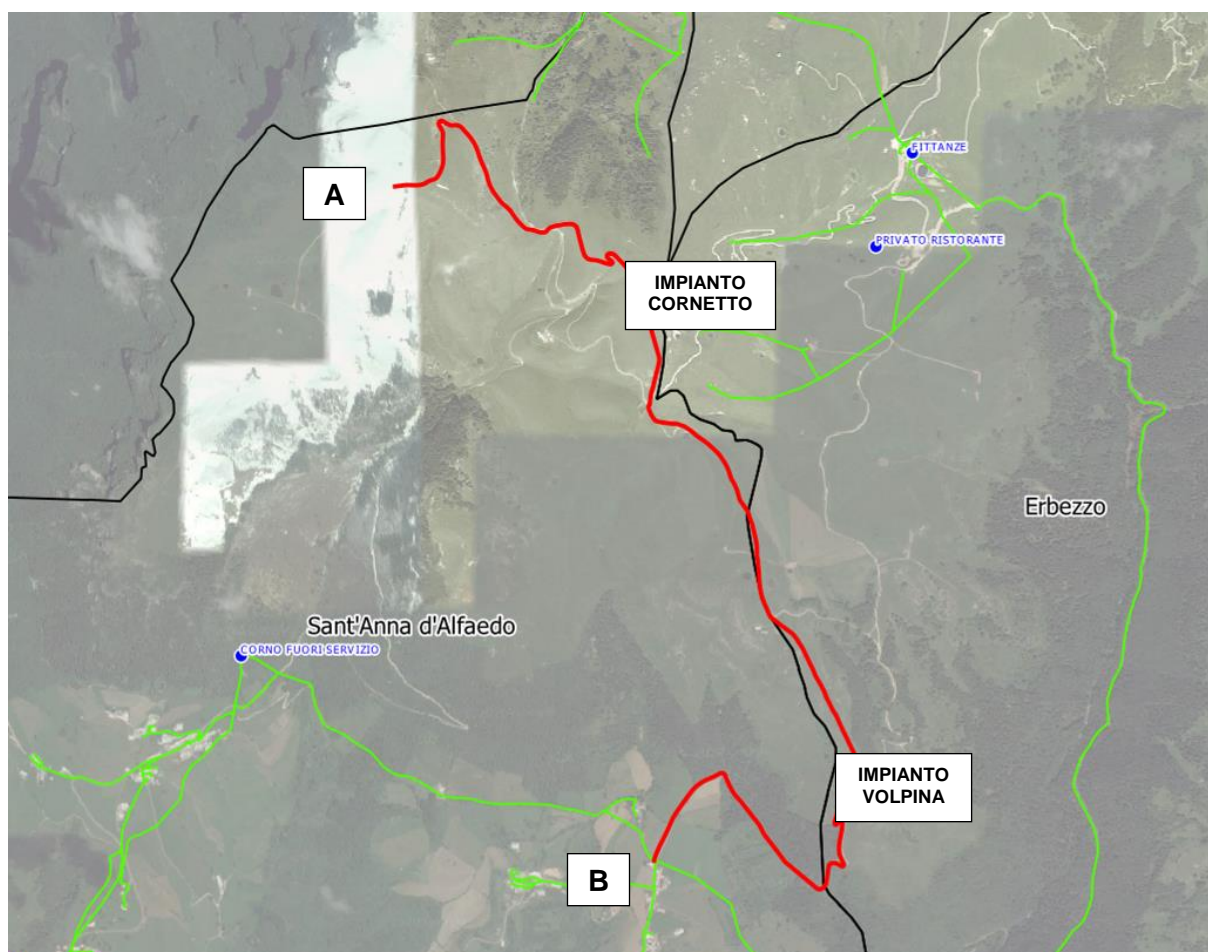 FITTANZE
A
PRIVATO RISTORANTE
IMPIANTO
CORNETTO
Erbezzo
Sant'Anna d'Alfaedo
CORNO FUORI SERVIZIO
IMPIANTO
VOLPINA
B